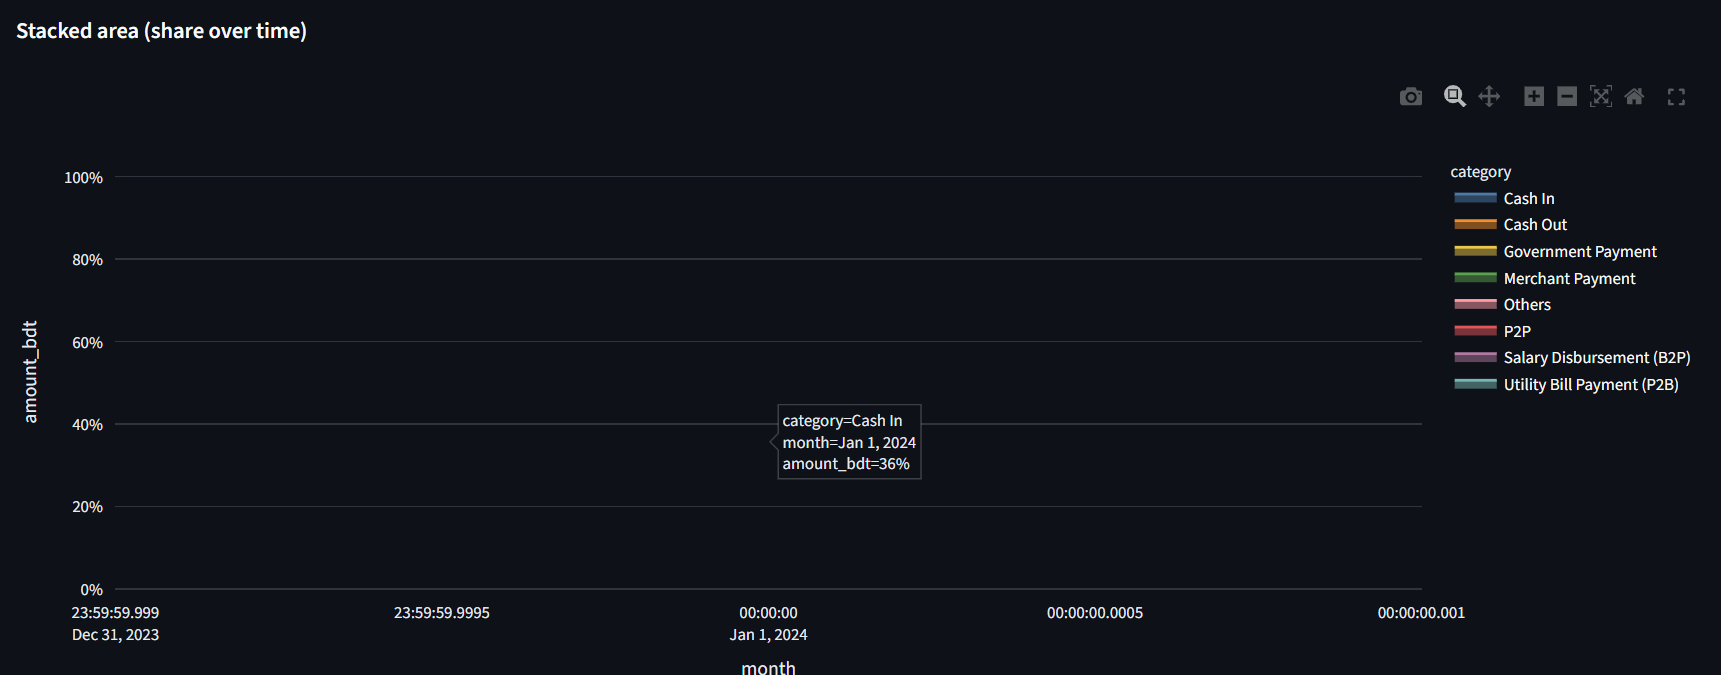 Stacked area (share over time)
100%
80%
60%
40%
20%
0%
amount_bdt
category=Cash In
month=Jan 1, 2024
amount_bdt=36%
23:59:59.999
Dec 31, 2023
23:59:59.9995
00:00:00
Jan 1, 2024
00:00:00.0005
00:00:00.001
month
category
Cash In
Cash Out
Government Payment
Merchant Payment
Others
P2P
Salary Disbursement (B2P)
Utility Bill Payment (P2B)